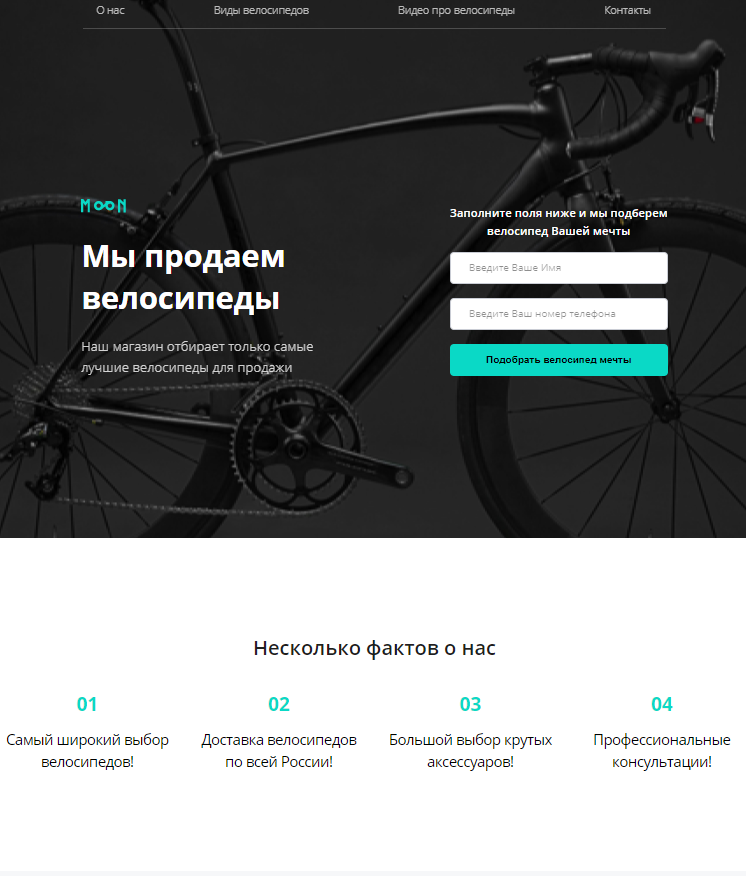 О нас
Виды велосипедов
Видео про велосипеды
Контакты
MOON
Мы продаем
велосипеды
Наш магазин отбирает только самые
лучшие велосипеды для продажи
Заполните поля ниже и мы подберем
велосипед Вашей мечты
Введите Ваше Имя
Введите Ваш номер телефона
Подобрать велосипед мечты
Несколько фактов о нас
01
Самый широкий выбор
велосипедов!
02
Доставка велосипедов
по всей России!
03
Большой выбор крутых
аксессуаров!
04
Профессиональные
консультации!